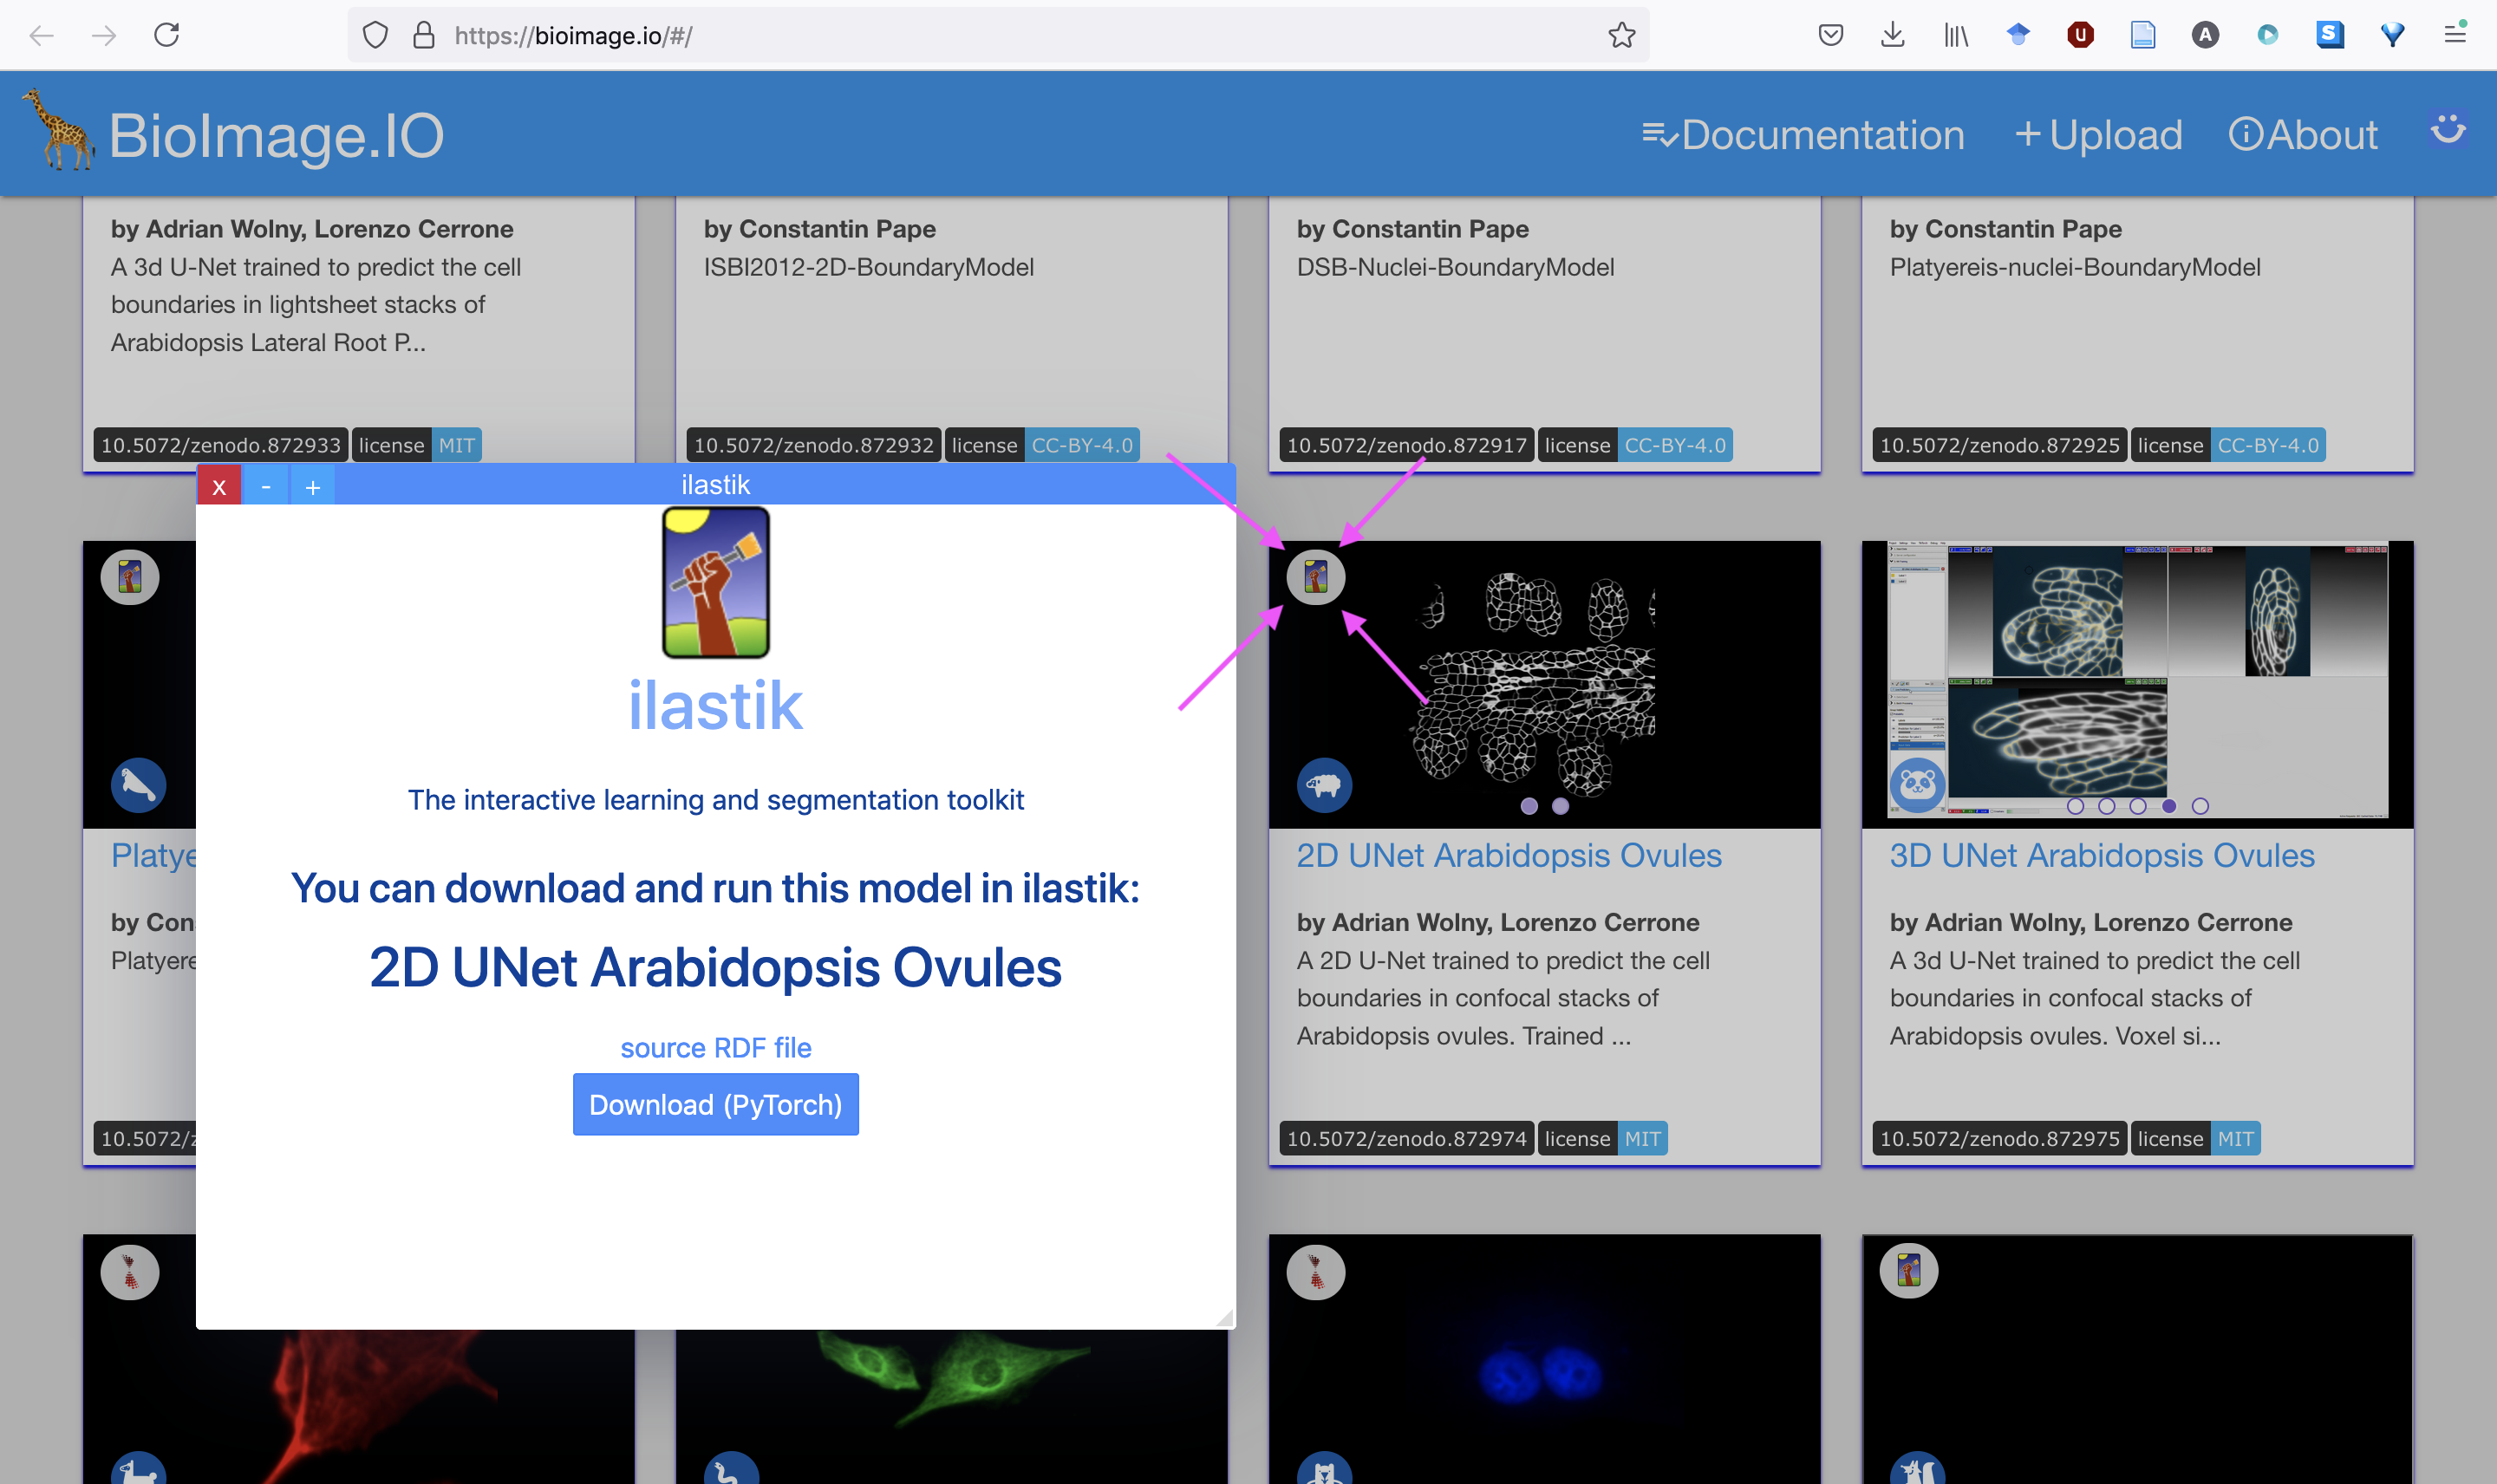 https://bioimage.io/#/
BioImage.IO
Documentation
+ Upload
About
by Adrian Wolny, Lorenzo Cerrone
A 3d U-Net trained to predict the cell
boundaries in lightsheet stacks of
Arabidopsis Lateral Root P...
10.5072/zenodo.872933 license MIT
by Constantin Pape
ISBI2012-2D-BoundaryModel
10.5072/zenodo.872932 license CC-BY-4.0
by Constantin Pape
DSB-Nuclei-BoundaryModel
10.5072/zenodo.872917 license CC-BY-4.0
by Constantin Pape
Platyereis-nuclei-BoundaryModel
10.5072/zenodo.872925 license CC-BY-4.0
x - + ilastik
ilastik
The interactive learning and segmentation toolkit
You can download and run this model in ilastik:
2D UNet Arabidopsis Ovules
source RDF file
Download (PyTorch)
Platye
by Con
Platyere
10.5072/z
2D UNet Arabidopsis Ovules
by Adrian Wolny, Lorenzo Cerrone
A 2D U-Net trained to predict the cell
boundaries in confocal stacks of
Arabidopsis ovules. Trained ...
10.5072/zenodo.872974 license MIT
3D UNet Arabidopsis Ovules
by Adrian Wolny, Lorenzo Cerrone
A 3d U-Net trained to predict the cell
boundaries in confocal stacks of
Arabidopsis ovules. Voxel si...
10.5072/zenodo.872975 license MIT